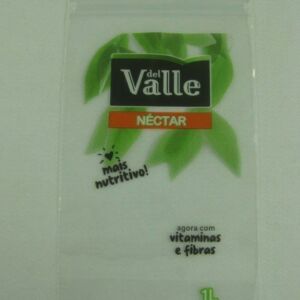 del
Valle
NÉCTAR
mais
nutritivo!
agora com
vitaminas
e fibras
1L